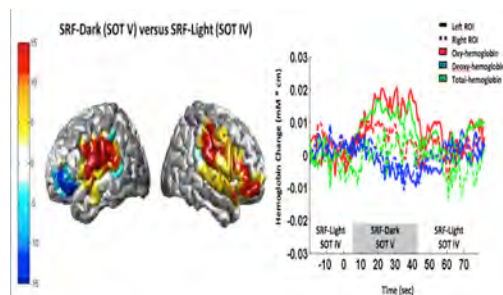 SRF-Dark (SOT V) versus SRF-Light (SOT IV)
Left ROI
Right ROI
Oxy-hemoglobin
Deoxy-hemoglobin
Total-hemoglobin
Hemoglobin Change (mM * cm)
0.03
0.02
0.01
0
-0.01
-0.03
SRF-Light
SOT IV
SRF-Dark
SOT V
SRF-Light
SOT IV
-10 0 10 20 30 40 50 60 70
Time (sec)